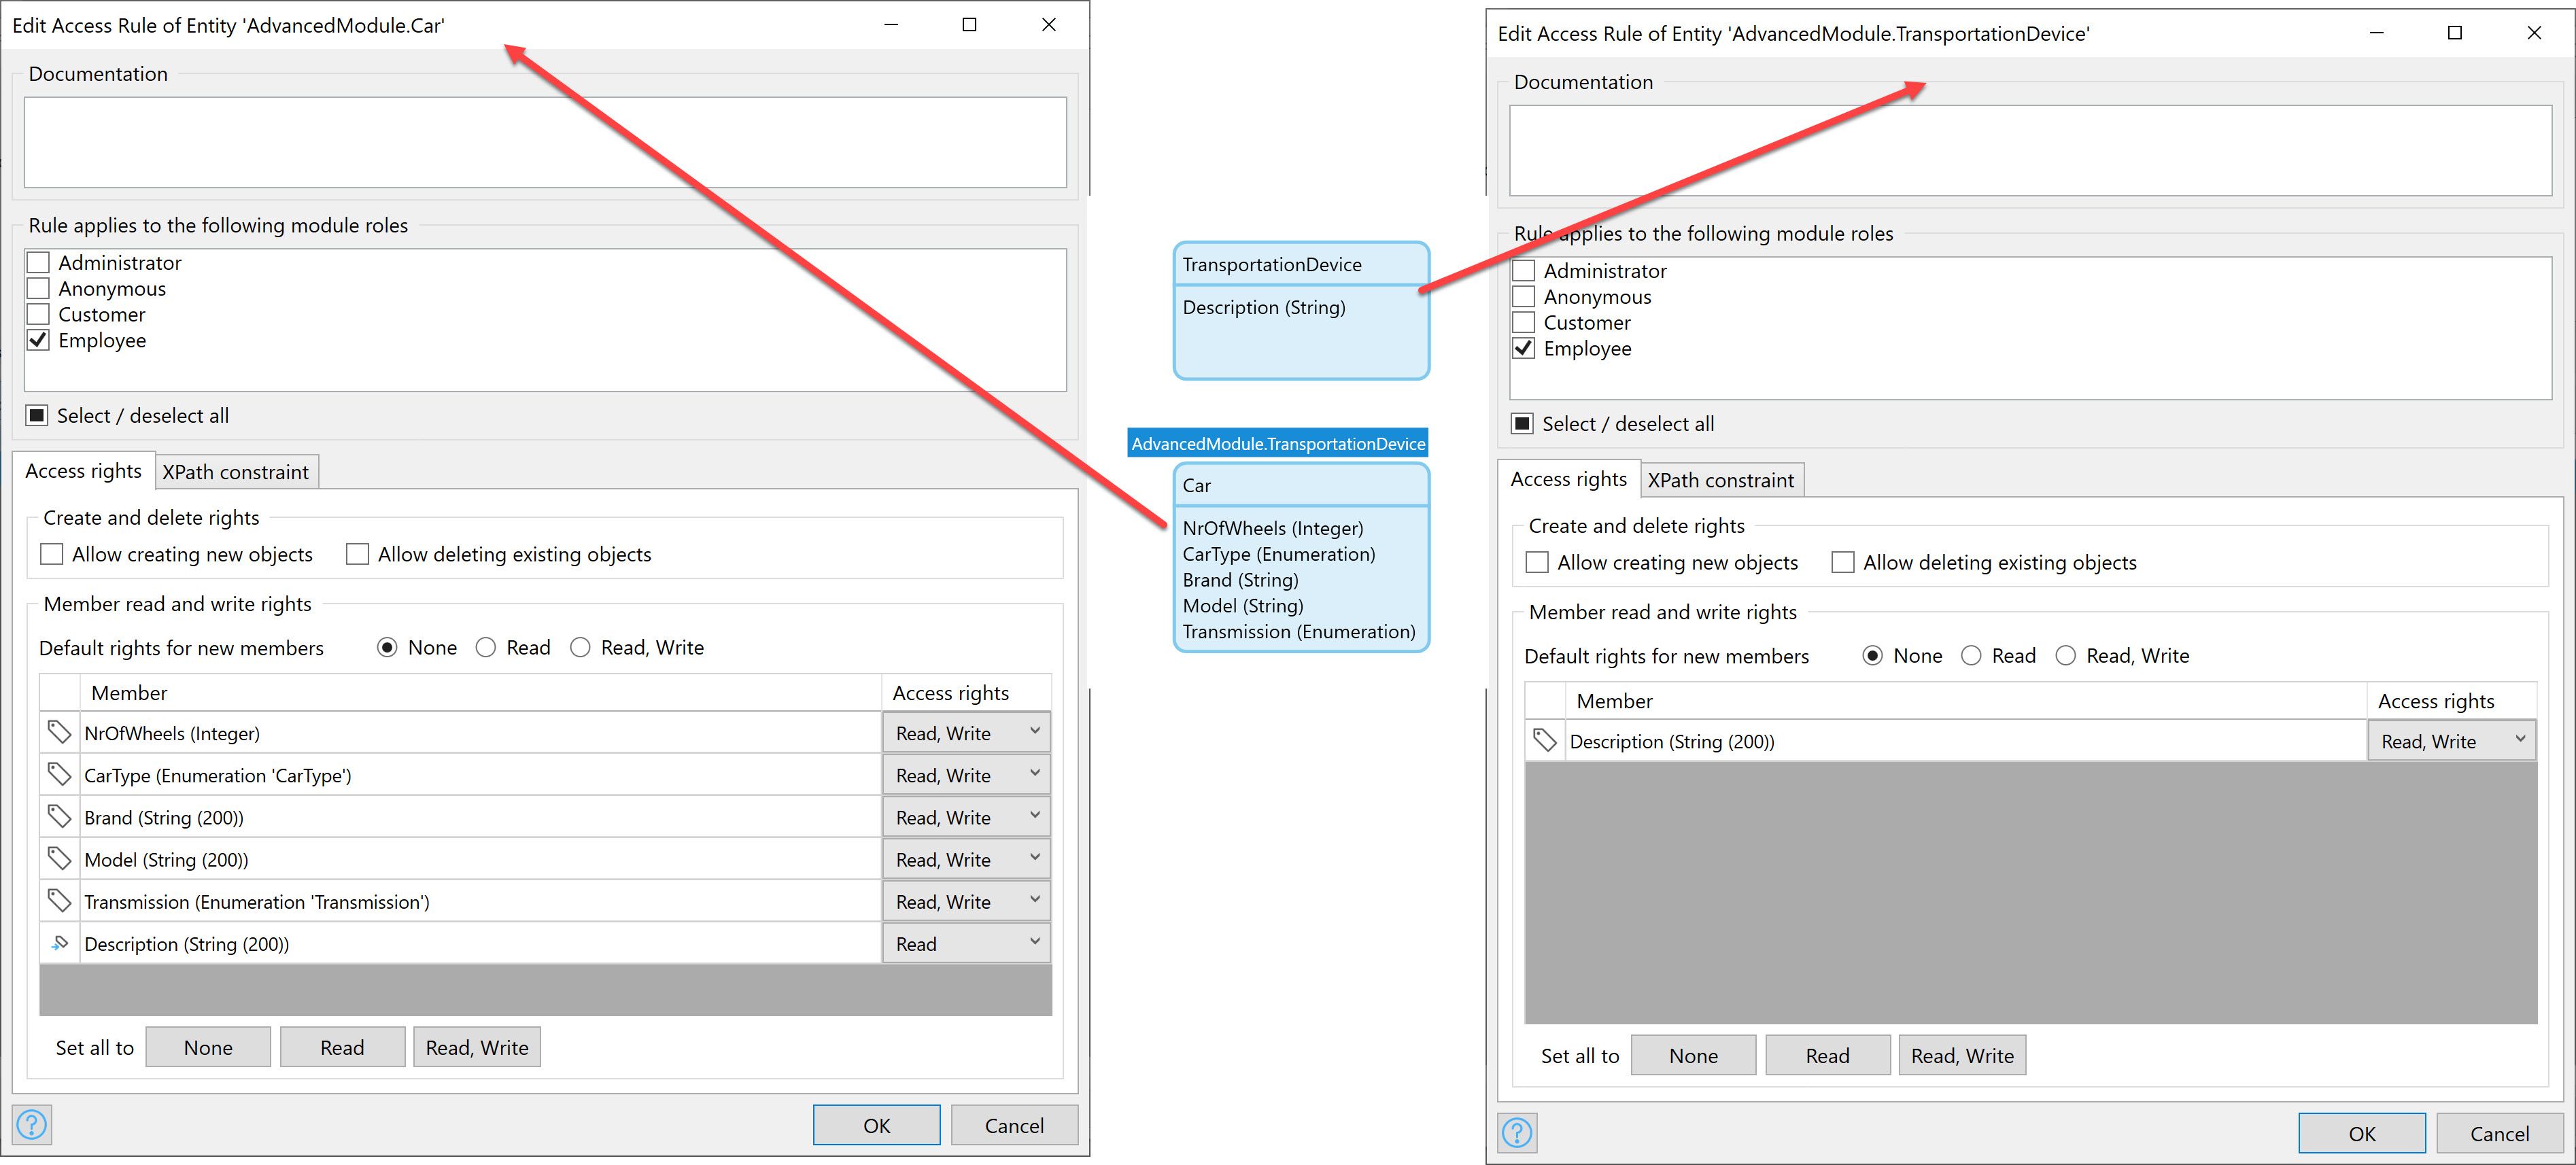 Edit Access Rule of Entity 'AdvancedModule.Car'
Documentation
Rule applies to the following module roles
Administrator
Anonymous
Customer
Employee
Select / deselect all
Access rights
XPath constraint
Create and delete rights
Allow creating new objects
Allow deleting existing objects
Member read and write rights
Default rights for new members
None
Read
Read, Write
Member
Access rights
NrOfWheels (Integer)
Read, Write
CarType (Enumeration 'CarType')
Read, Write
Brand (String (200))
Read, Write
Model (String (200))
Read, Write
Transmission (Enumeration 'Transmission')
Read, Write
Description (String (200))
Read
Set all to
None
Read
Read, Write
?
OK
Cancel
TransportationDevice
Description (String)
AdvancedModule.TransportationDevice
Car
NrOfWheels (Integer)
CarType (Enumeration)
Brand (String)
Model (String)
Transmission (Enumeration)
Edit Access Rule of Entity 'AdvancedModule.TransportationDevice'
Documentation
Rule applies to the following module roles
Administrator
Anonymous
Customer
Employee
Select / deselect all
Access rights
XPath constraint
Create and delete rights
Allow creating new objects
Allow deleting existing objects
Member read and write rights
Default rights for new members
None
Read
Read, Write
Member
Access rights
Description (String (200))
Read, Write
Set all to
None
Read
Read, Write
?
OK
Cancel